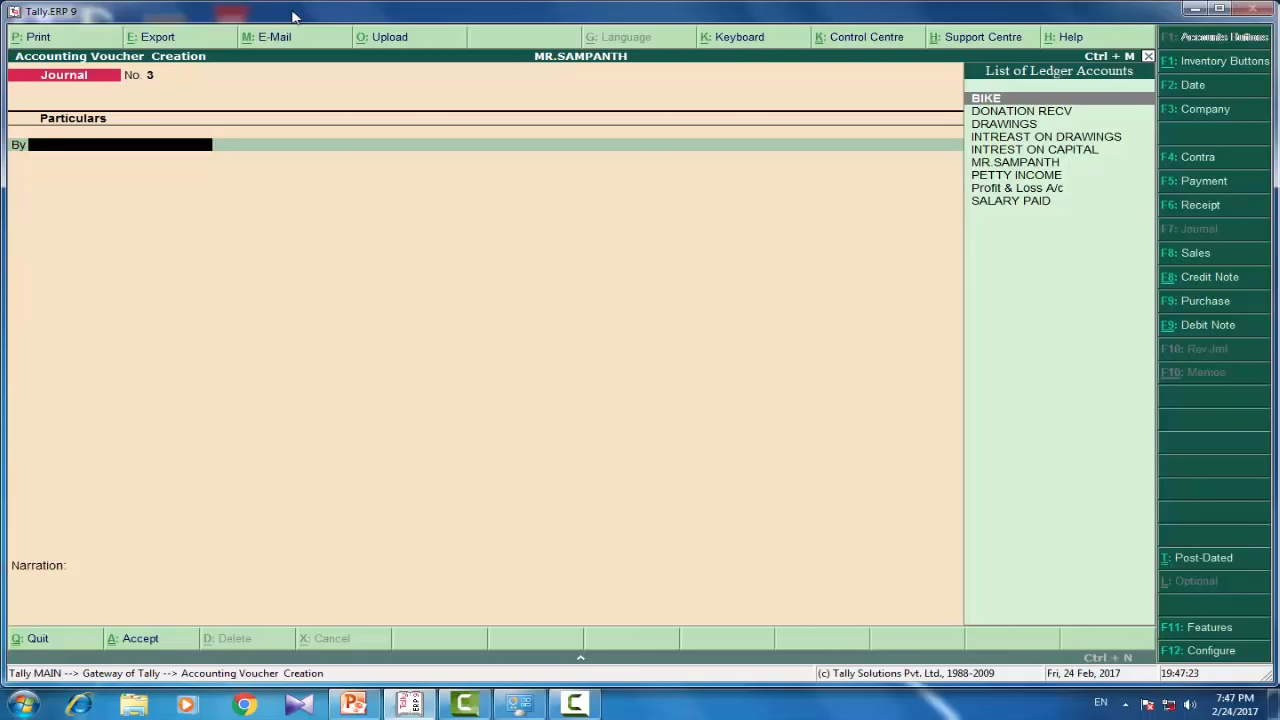 Tally.ERP 9
P: Print E: Export M: E-Mail O: Upload G: Language K: Keyboard K: Control Centre H: Support Centre H: Help
Accounting Voucher Creation MR.SAMPANTH Ctrl + M
Journal No. 3
Particulars
By
List of Ledger Accounts
BIKE
DONATION RECV
DRAWINGS
INTREAST ON DRAWINGS
INTREST ON CAPITAL
MR.SAMPANTH
PETTY INCOME
Profit & Loss A/c
SALARY PAID
F1: Inventory Buttons
F2: Date
F3: Company
F4: Contra
F5: Payment
F6: Receipt
F7: Journal
F8: Sales
F8: Credit Note
F9: Purchase
F9: Debit Note
F10: Rev Jrnl
F10: Memos
T: Post-Dated
L: Optional
F11: Features
F12: Configure
Narration:
Q: Quit A: Accept D: Delete X: Cancel
Ctrl + N
Tally MAIN --> Gateway of Tally --> Accounting Voucher Creation (c) Tally Solutions Pvt. Ltd., 1988-2009 Fri, 24 Feb, 2017 19:47:23
EN 7:47 PM
2/24/2017